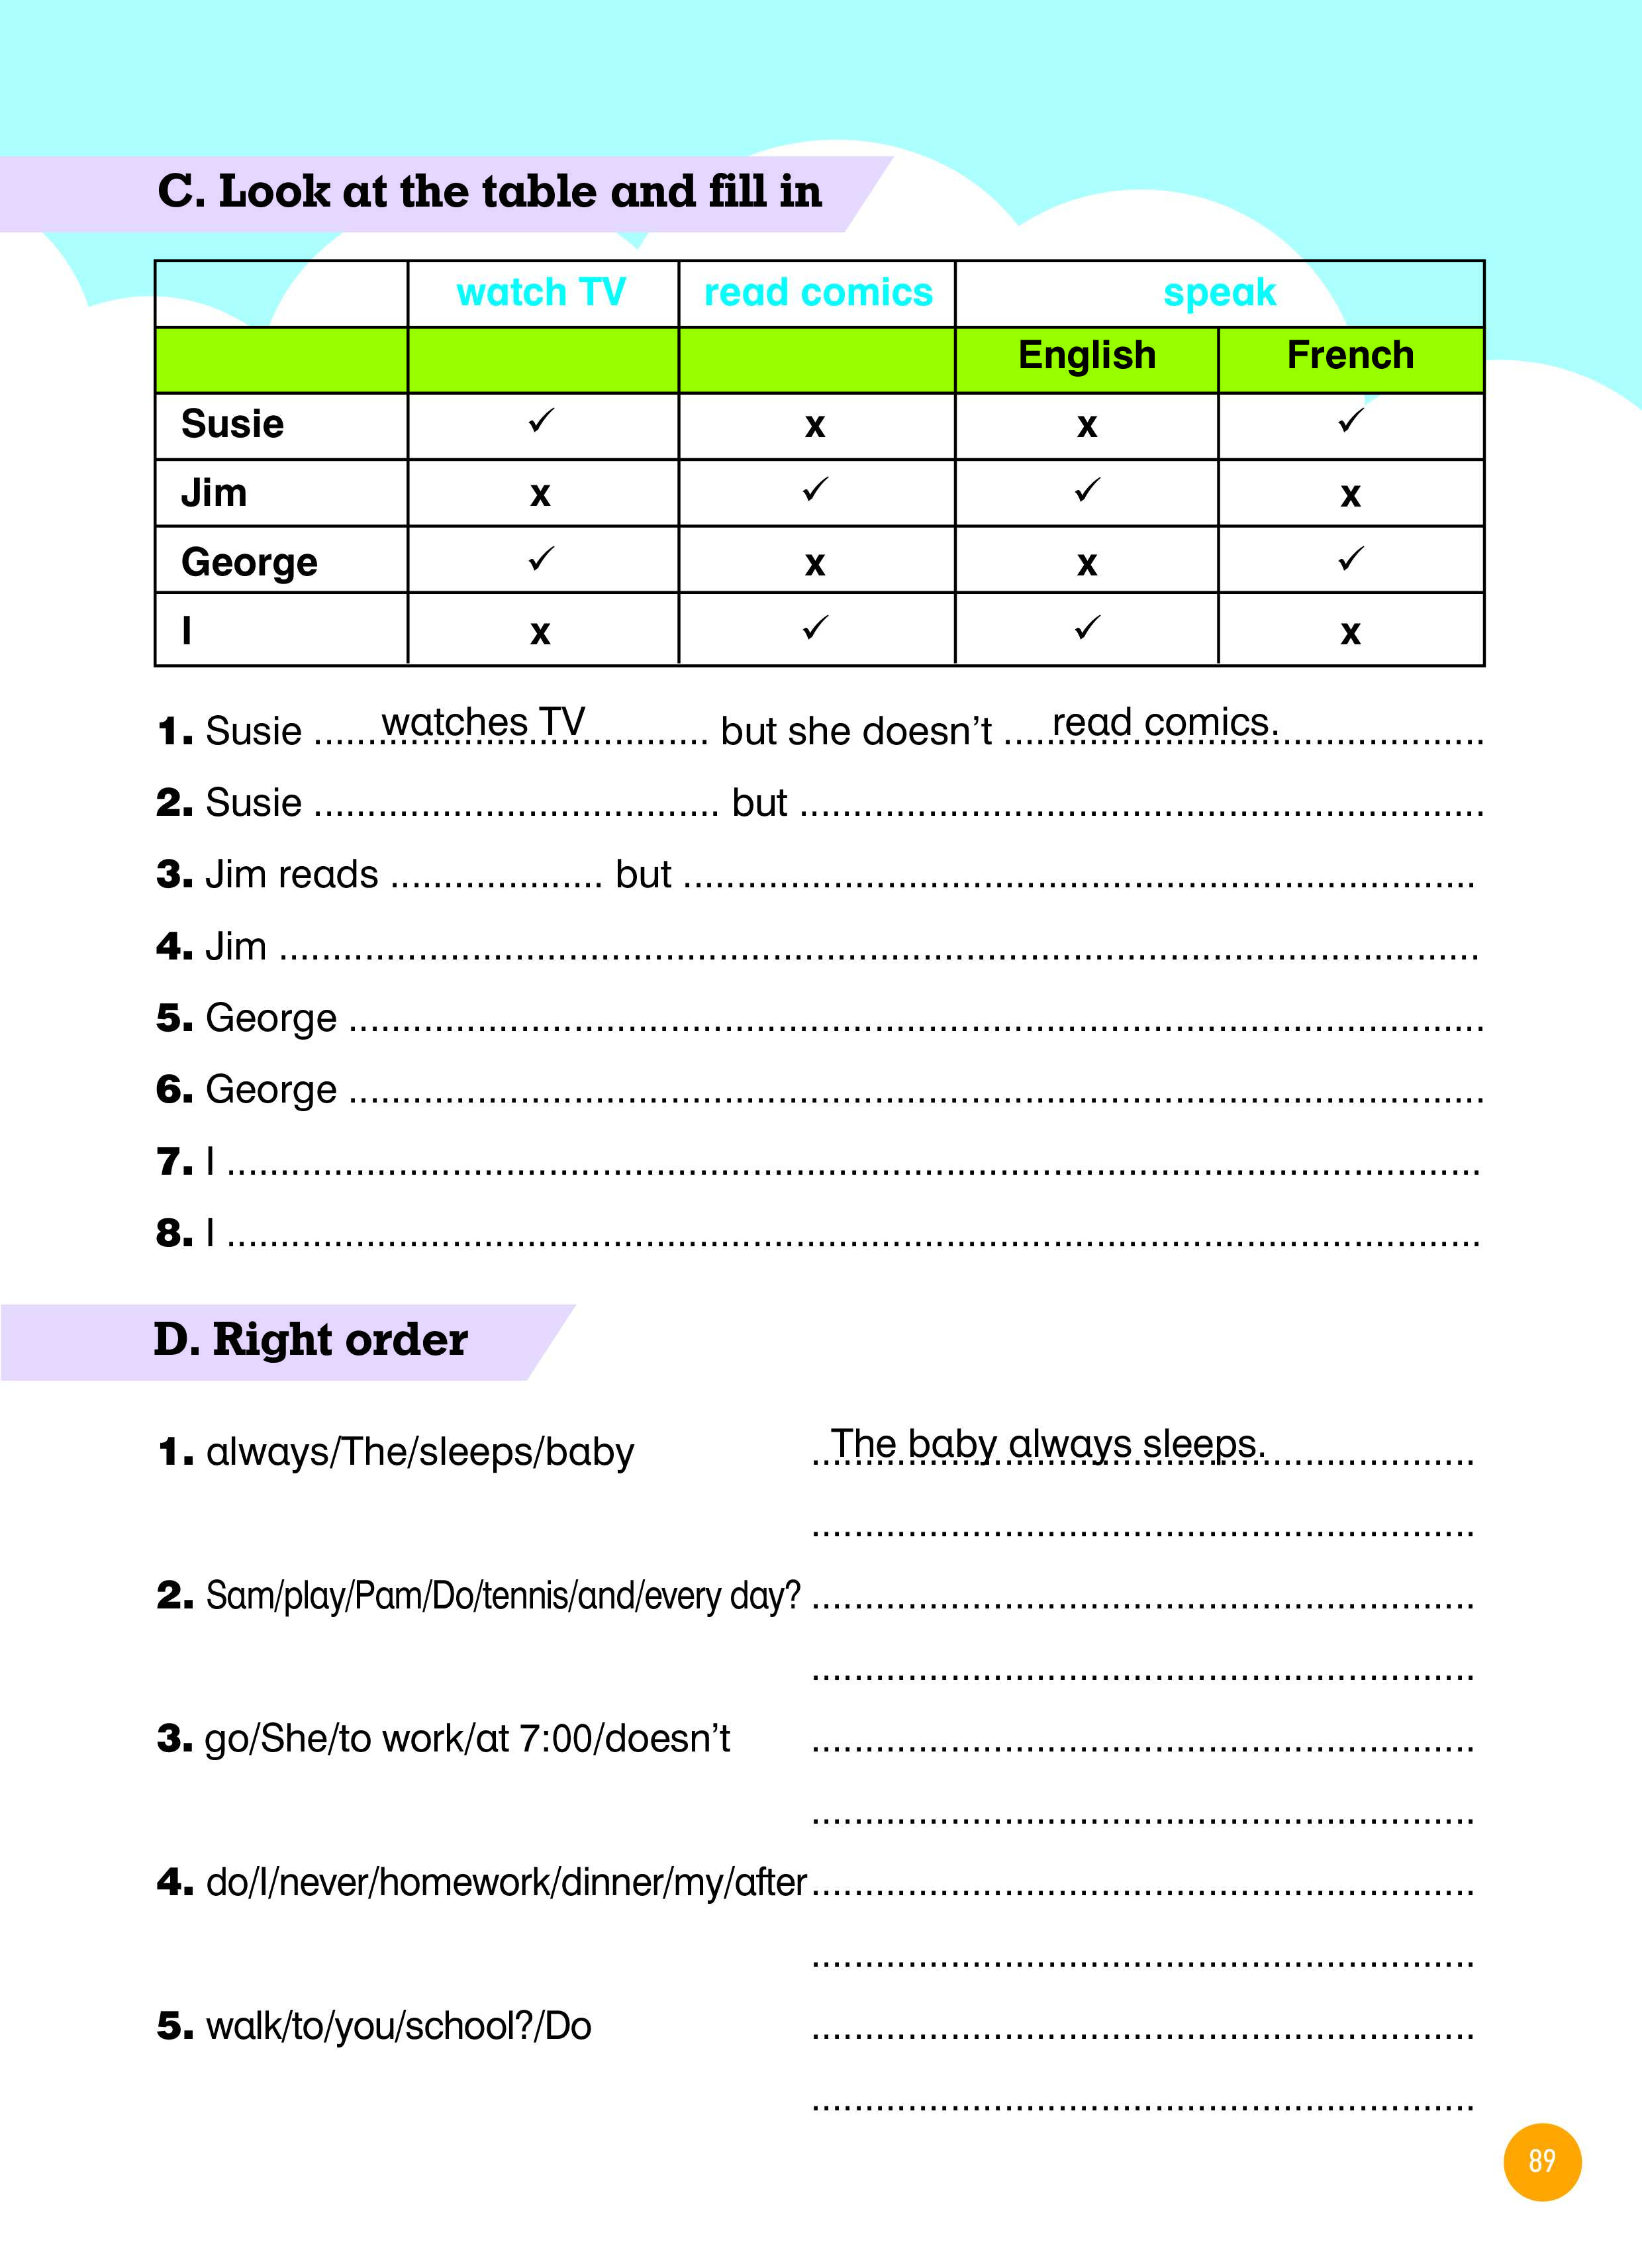 C. Look at the table and fill in
watch TV read comics speak
English French
Susie ✓ x x ✓
Jim x ✓ ✓ x
George ✓ x x ✓
I x ✓ ✓ x
1. Susie ..... watches TV ..... but she doesn’t ..... read comics. .....
2. Susie ..... but .....
3. Jim reads ..... but .....
4. Jim .....
5. George .....
6. George .....
7. I .....
8. I .....
D. Right order
1. always/The/sleeps/baby The baby always sleeps.
2. Sam/play/Pam/Do/tennis/and/every day? .....
3. go/She/to work/at 7:00/doesn’t .....
4. do/I/never/homework/dinner/my/after .....
5. walk/to/you/school?/Do .....
89